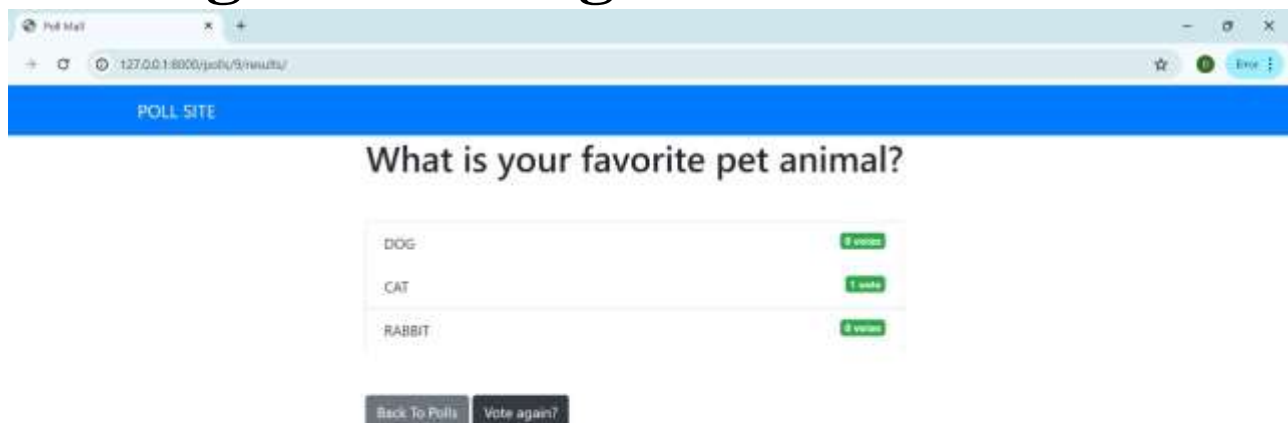 Poll Mall
127.0.0.1:8000/polls/9/results/
Error
POLL SITE
What is your favorite pet animal?
DOG
0 votes
CAT
1 vote
RABBIT
0 votes
Back To Polls Vote again?